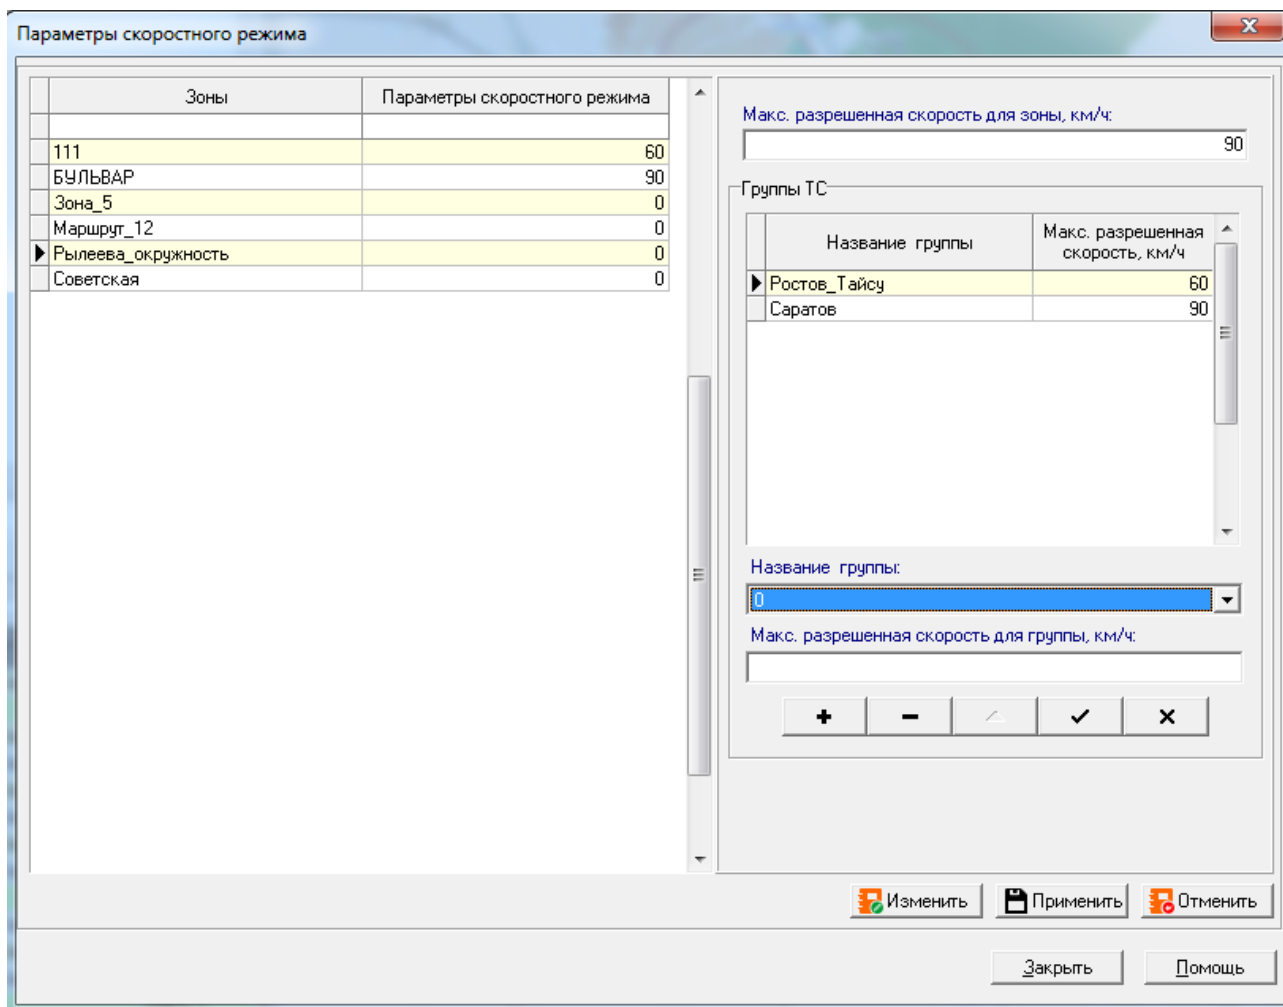 Параметры скоростного режима
Зоны Параметры скоростного режима
111 60
БУЛЬВАР 90
Зона_5 0
Маршрут_12 0
Рылеева_окружность 0
Советская 0
Макс. разрешенная скорость для зоны, км/ч:
90
Группы ТС
Название группы Макс. разрешенная скорость, км/ч
Ростов_Тайсу 60
Саратов 90
Название группы:
0
Макс. разрешенная скорость для группы, км/ч:
Изменить Применить Отменить
Закрыть Помощь